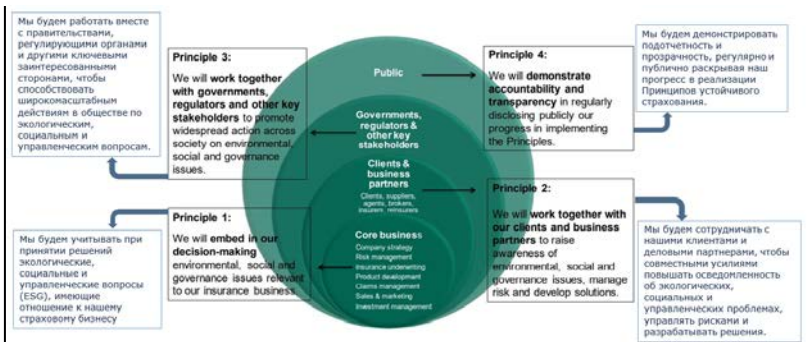 Мы будем работать вместе
с правительствами,
регулирующими органами
и другими ключевыми
заинтересованными
сторонами, чтобы
способствовать
широкомасштабным
действиям в обществе по
экологическим,
социальным и
управленческим вопросам.
Principle 3:
We will work together
with governments,
regulators and other key
stakeholders to promote
widespread action across
society on environmental,
social and governance
issues.
Public
Governments,
regulators &
other key
stakeholders
Clients &
business
partners
Clients, suppliers,
agents, brokers,
insurers, reinsurers
Core business
Company strategy
Risk management
Insurance underwriting
Product development
Claims management
Sales & marketing
Investment management
Principle 4:
We will demonstrate
accountability and
transparency in regularly
disclosing publicly our
progress in implementing
the Principles.
Мы будем демонстрировать
подотчетность и
прозрачность, регулярно и
публично раскрывая наш
прогресс в реализации
Принципов устойчивого
страхования.
Principle 1:
We will embed in our
decision-making
environmental, social and
governance issues relevant
to our insurance business.
Мы будем учитывать при
принятии решений
экологические,
социальные и
управленческие вопросы
(ESG), имеющие
отношение к нашему
страховому бизнесу
Principle 2:
We will work together with
our clients and business
partners to raise
awareness of
environmental, social and
governance issues, manage
risk and develop solutions.
Мы будем сотрудничать с
нашими клиентами и
деловыми партнерами, чтобы
совместными усилиями
повышать осведомленность
об экологических,
социальных и
управленческих проблемах,
управлять рисками и
разрабатывать решения.